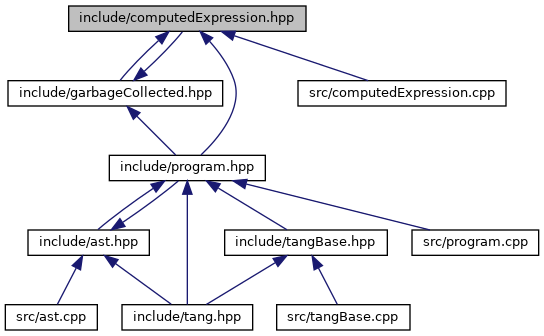 include/computedExpression.hpp
include/garbageCollected.hpp
src/computedExpression.cpp
include/program.hpp
include/ast.hpp
include/tangBase.hpp
src/program.cpp
src/ast.cpp
include/tang.hpp
src/tangBase.cpp